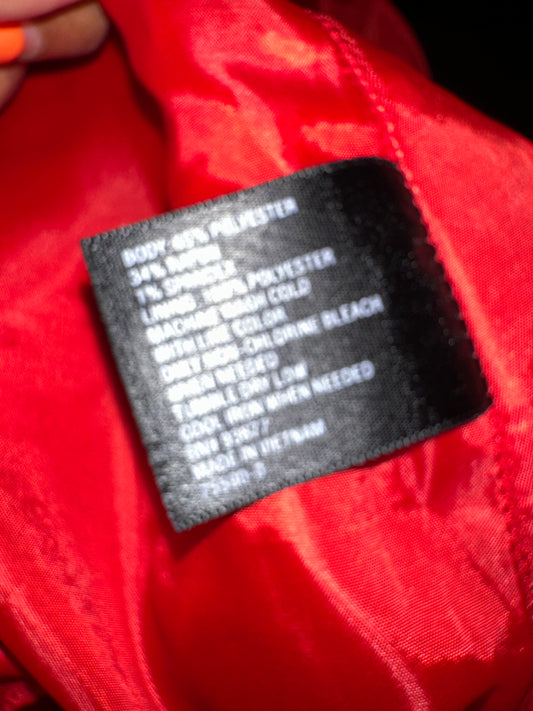 BODY: 65% POLYESTER
34% RAYON
1% SPANDEX
LINING: 100% POLYESTER
MACHINE WASH COLD
WITH LIKE COLOR
ONLY NON-CHLORINE BLEACH
WHEN NEEDED
TUMBLE DRY LOW
COOL IRON WHEN NEEDED
MADE IN VIETNAM